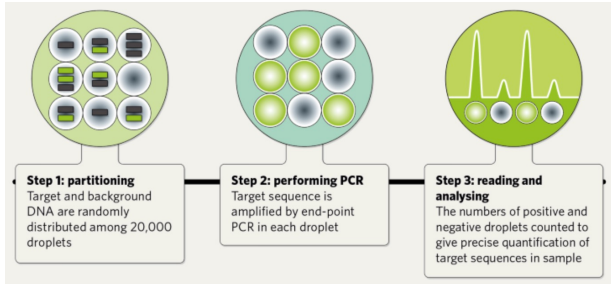 Step 1: partitioning
Target and background
DNA are randomly
distributed among 20,000
droplets
Step 2: performing PCR
Target sequence is
amplified by end-point
PCR in each droplet
Step 3: reading and
analysing
The numbers of positive and
negative droplets counted to
give precise quantification of
target sequences in sample